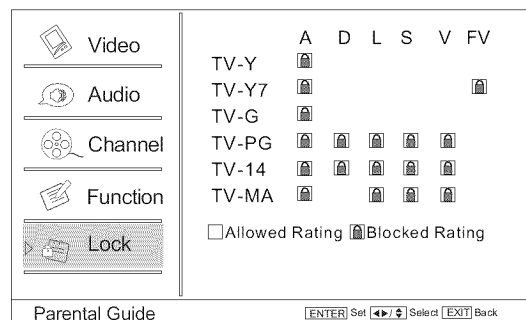 Video
Audio
Channel
Function
Lock
A D L S V FV
TV-Y
TV-Y7
TV-G
TV-PG
TV-14
TV-MA
Allowed Rating Blocked Rating
Parental Guide
ENTER Set ◀▶/▲▼ Select EXIT Back